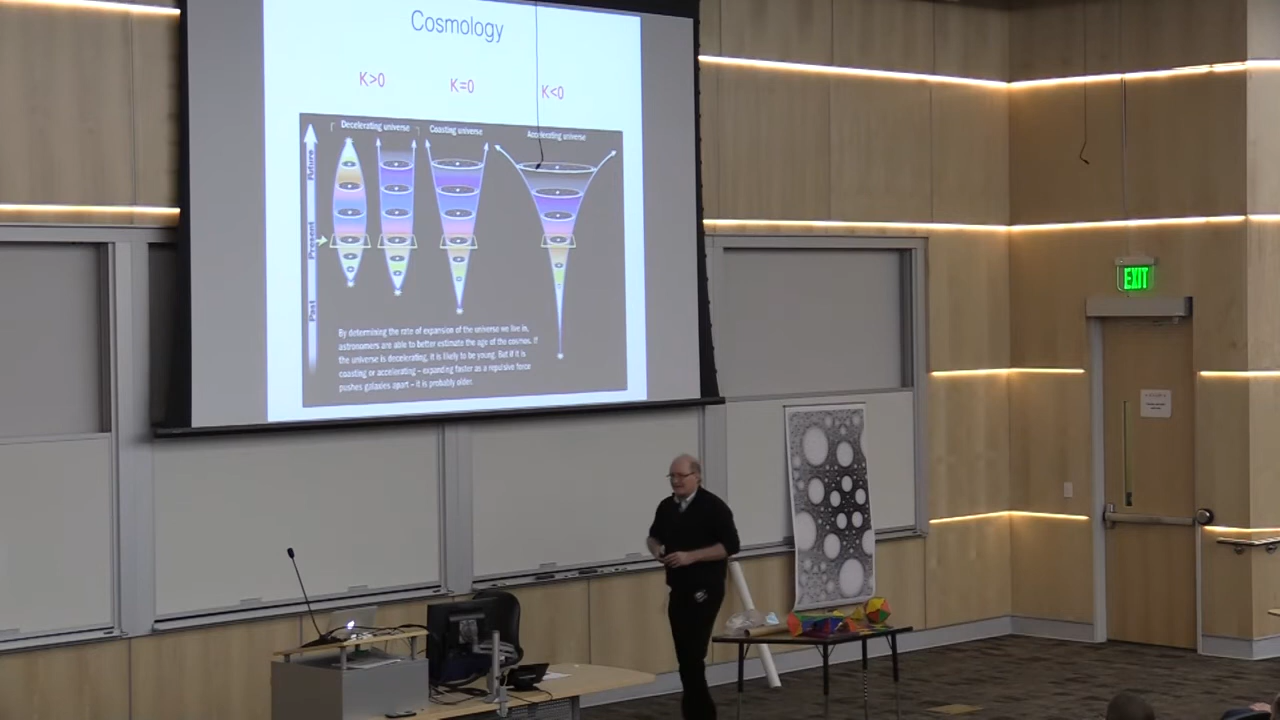 Cosmology
K>0
K=0
K<0
Decelerating universe
Coasting universe
Accelerating universe
Future
Present
Past
By determining the rate of expansion of the universe we live in,
astronomers are able to better estimate the age of the cosmos. If
the universe is decelerating, it is likely to be young. But if it is
coasting or accelerating – expanding faster as a repulsive force
pushes galaxies apart – it is probably older.
EXIT